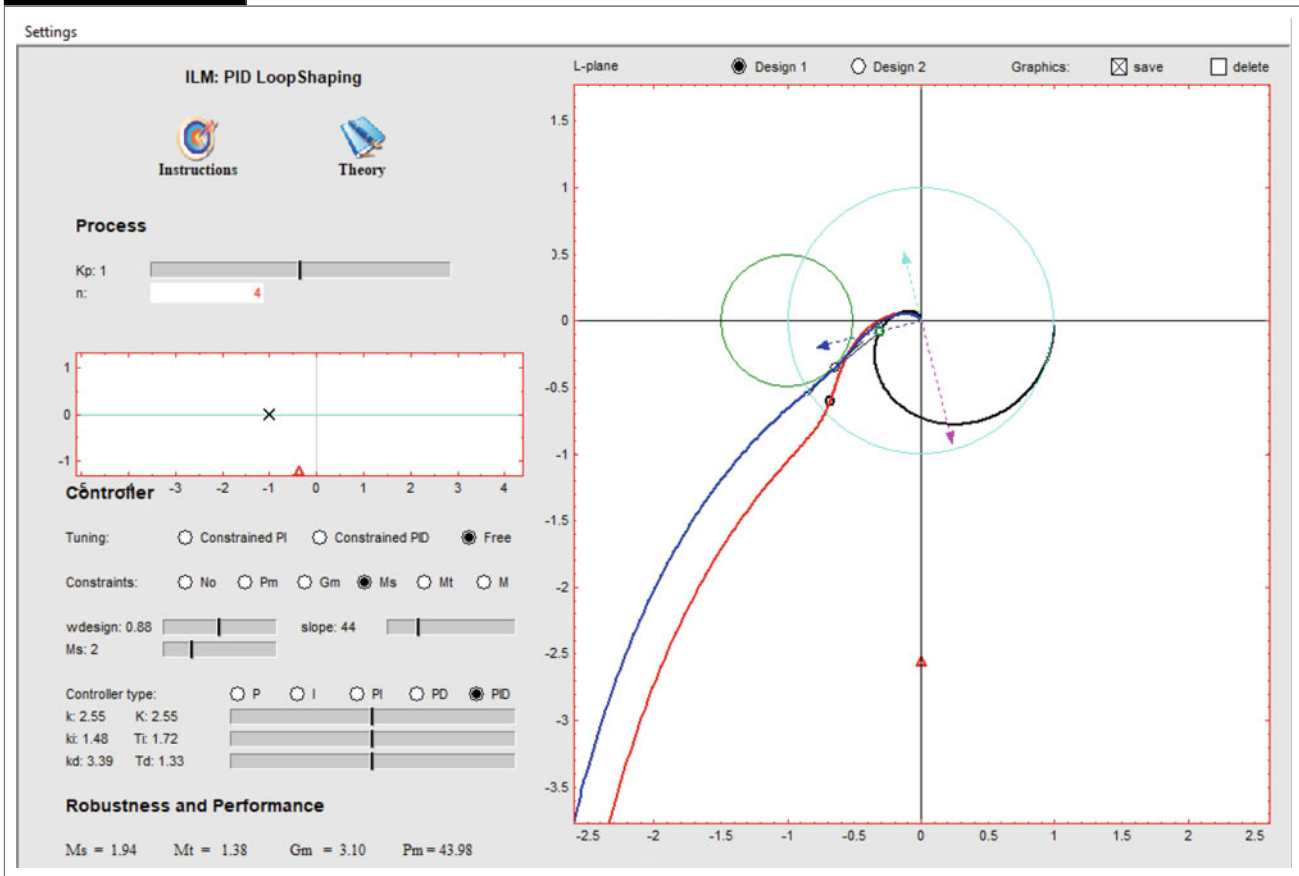 Settings
ILM: PID LoopShaping
Instructions Theory
Process
Kp: 1
n: 4
1
0
-1
-5 -3 -2 -1 0 1 2 3 4
Controller
Tuning: Constrained PI Constrained PID Free
Constraints: No Pm Gm Ms Mt M
wdesign: 0.88 slope: 44
Ms: 2
Controller type: P I PI PD PID
k: 2.55 K: 2.55
ki: 1.48 Ti: 1.72
kd: 3.39 Td: 1.33
Robustness and Performance
Ms = 1.94 Mt = 1.38 Gm = 3.10 Pm = 43.98
L-plane Design 1 Design 2 Graphics: save delete
1.5
1
0.5
0
-0.5
-1
-1.5
-2
-2.5
-3
-3.5
-2.5 -2 -1.5 -1 -0.5 0 0.5 1 1.5 2 2.5